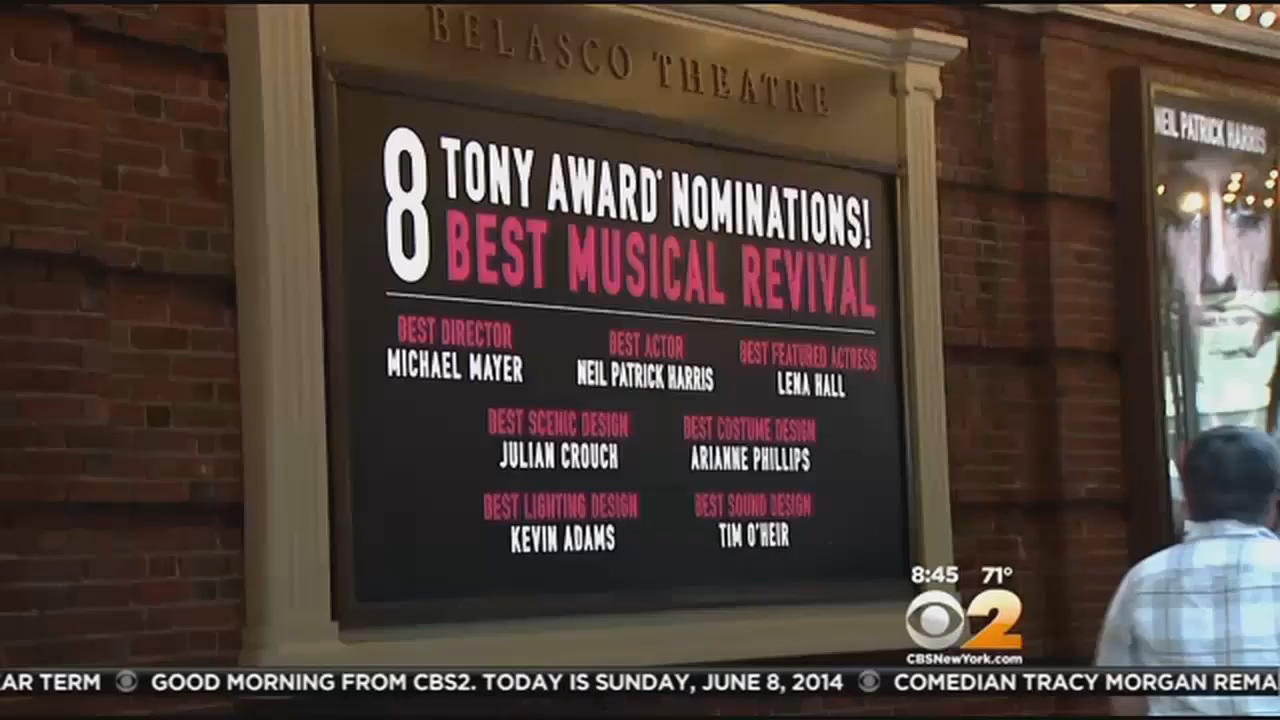 BELASCO THEATRE
8 TONY AWARD® NOMINATIONS!
BEST MUSICAL REVIVAL
BEST DIRECTOR
MICHAEL MAYER
BEST ACTOR
NEIL PATRICK HARRIS
BEST FEATURED ACTRESS
LENA HALL
BEST SCENIC DESIGN
JULIAN CROUCH
BEST COSTUME DESIGN
ARIANNE PHILLIPS
BEST LIGHTING DESIGN
KEVIN ADAMS
BEST SOUND DESIGN
TIM O'HEIR
NEIL PATRICK HARRIS
8:45 71°
2
CBSNewYork.com
AR TERM GOOD MORNING FROM CBS2. TODAY IS SUNDAY, JUNE 8, 2014 COMEDIAN TRACY MORGAN REMA